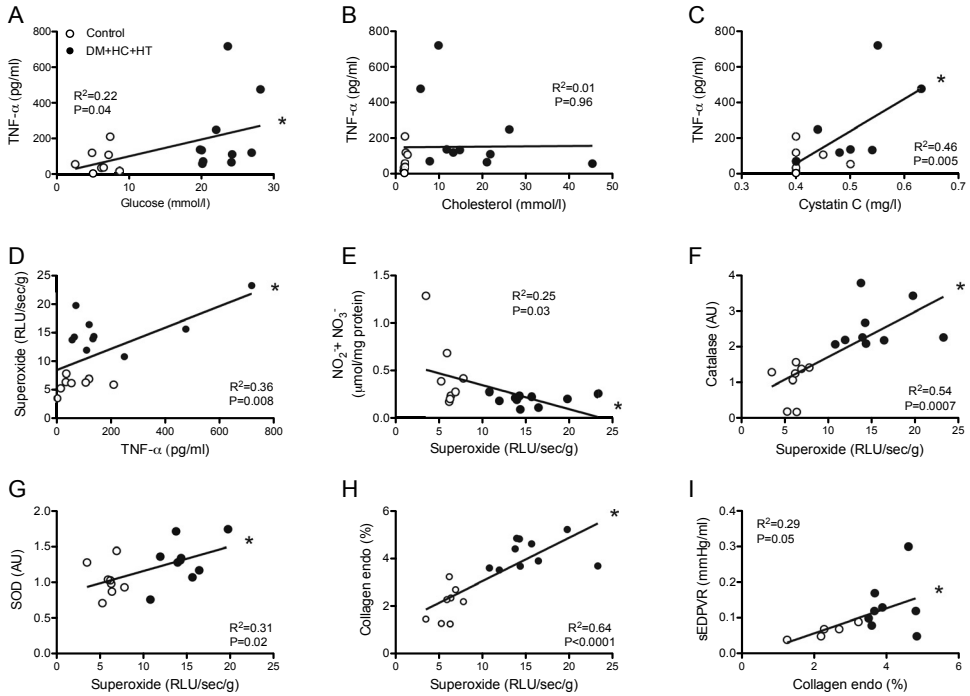 A
B
C
Control
DM+HC+HT
800
600
400
200
0
TNF-α (pg/ml)
R²=0.22
P=0.04
*
0 10 20 30
Glucose (mmol/l)
800
600
400
200
0
TNF-α (pg/ml)
R²=0.01
P=0.96
0 10 20 30 40 50
Cholesterol (mmol/l)
800
600
400
200
0
TNF-α (pg/ml)
*
R²=0.46
P=0.005
0.3 0.4 0.5 0.6 0.7
Cystatin C (mg/l)
D
E
F
25
20
15
10
5
0
Superoxide (RLU/sec/g)
*
R²=0.36
P=0.008
0 200 400 600 800
TNF-α (pg/ml)
1.5
1.0
0.5
0.0
NO₂⁻+ NO₃⁻
(μmol/mg protein)
R²=0.25
P=0.03
*
0 5 10 15 20 25
Superoxide (RLU/sec/g)
4
3
2
1
0
Catalase (AU)
*
R²=0.54
P=0.0007
0 5 10 15 20 25
Superoxide (RLU/sec/g)
G
H
I
2.0
1.5
1.0
0.5
0.0
SOD (AU)
*
R²=0.31
P=0.02
0 5 10 15 20 25
Superoxide (RLU/sec/g)
6
4
2
0
Collagen endo (%)
*
R²=0.64
P<0.0001
0 5 10 15 20 25
Superoxide (RLU/sec/g)
0.4
0.3
0.2
0.1
0.0
sEDPVR (mmHg/ml)
R²=0.29
P=0.05
*
0 2 4 6
Collagen endo (%)